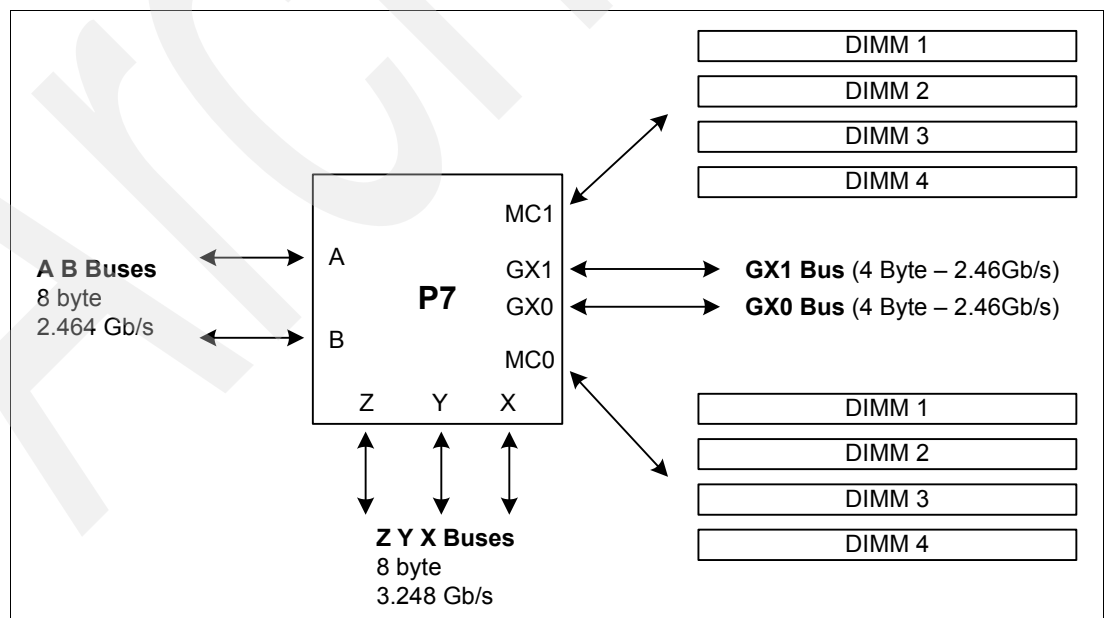 DIMM 1
DIMM 2
DIMM 3
DIMM 4
MC1
A B Buses
8 byte
2.464 Gb/s
A
B
P7
GX1
GX0
MC0
GX1 Bus (4 Byte – 2.46Gb/s)
GX0 Bus (4 Byte – 2.46Gb/s)
Z Y X
Z Y X Buses
8 byte
3.248 Gb/s
DIMM 1
DIMM 2
DIMM 3
DIMM 4